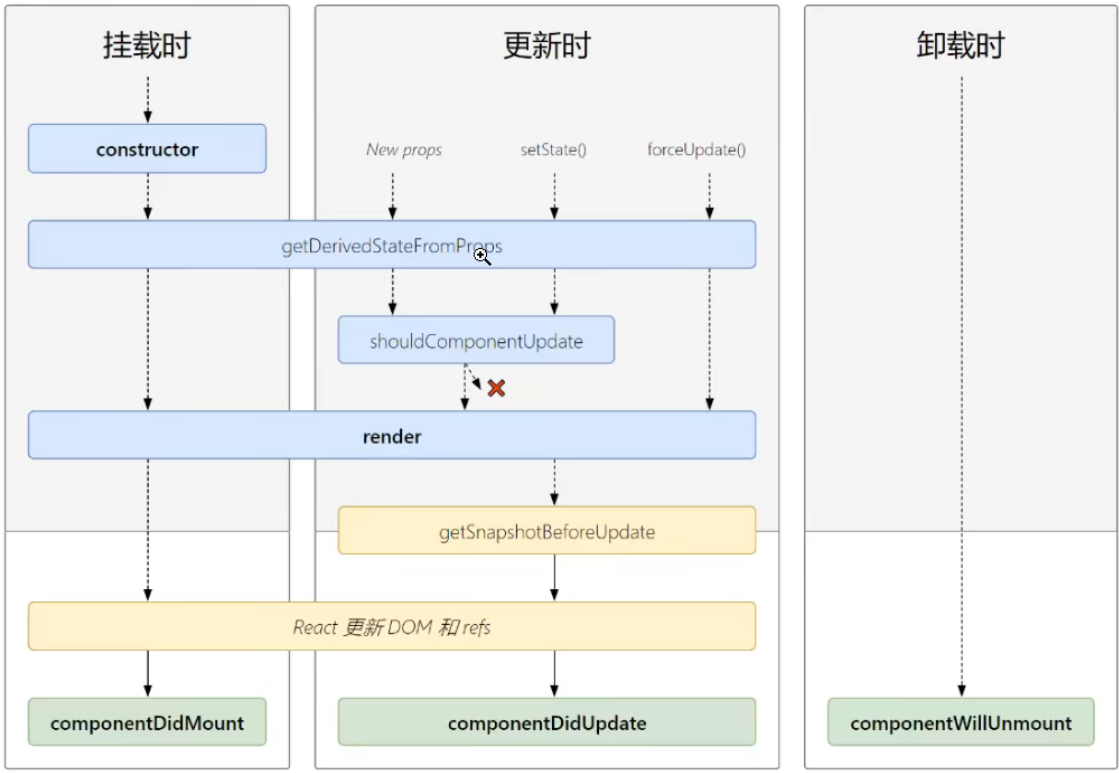 挂载时
更新时
卸载时
constructor
New props
setState()
forceUpdate()
getDerivedStateFromProps
shouldComponentUpdate
render
getSnapshotBeforeUpdate
React 更新 DOM 和 refs
componentDidMount
componentDidUpdate
componentWillUnmount